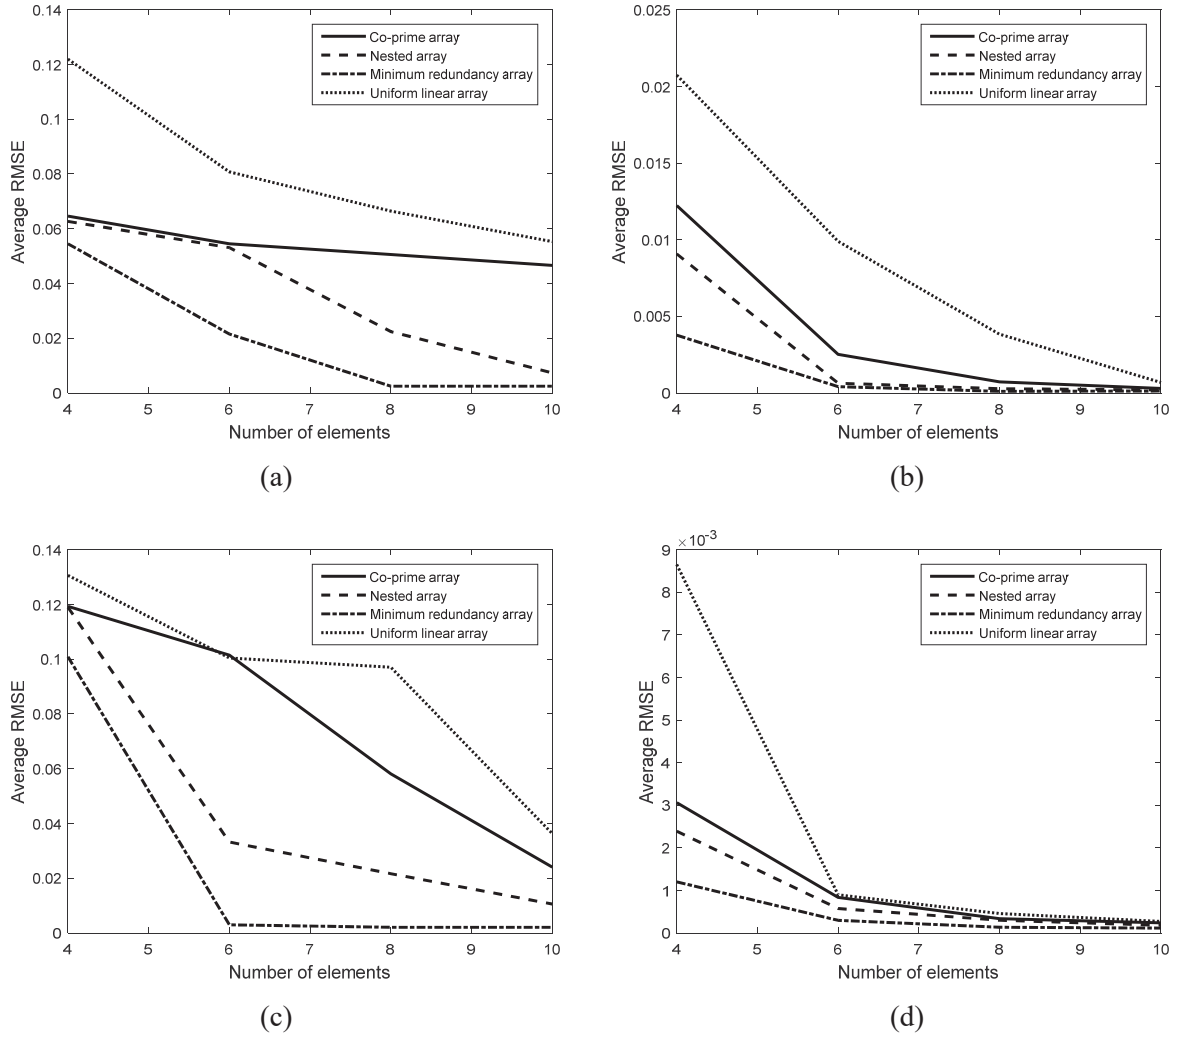 0.14
0.12
0.1
0.08
0.06
0.04
0.02
0
Average RMSE
Co-prime array
Nested array
Minimum redundancy array
Uniform linear array
4 5 6 7 8 9 10
Number of elements
(a)
0.025
0.02
0.015
0.01
0.005
0
Average RMSE
Co-prime array
Nested array
Minimum redundancy array
Uniform linear array
4 5 6 7 8 9 10
Number of elements
(b)
0.14
0.12
0.1
0.08
0.06
0.04
0.02
0
Average RMSE
Co-prime array
Nested array
Minimum redundancy array
Uniform linear array
4 5 6 7 8 9 10
Number of elements
(c)
×10⁻³
9
8
7
6
5
4
3
2
1
0
Average RMSE
Co-prime array
Nested array
Minimum redundancy array
Uniform linear array
4 5 6 7 8 9 10
Number of elements
(d)